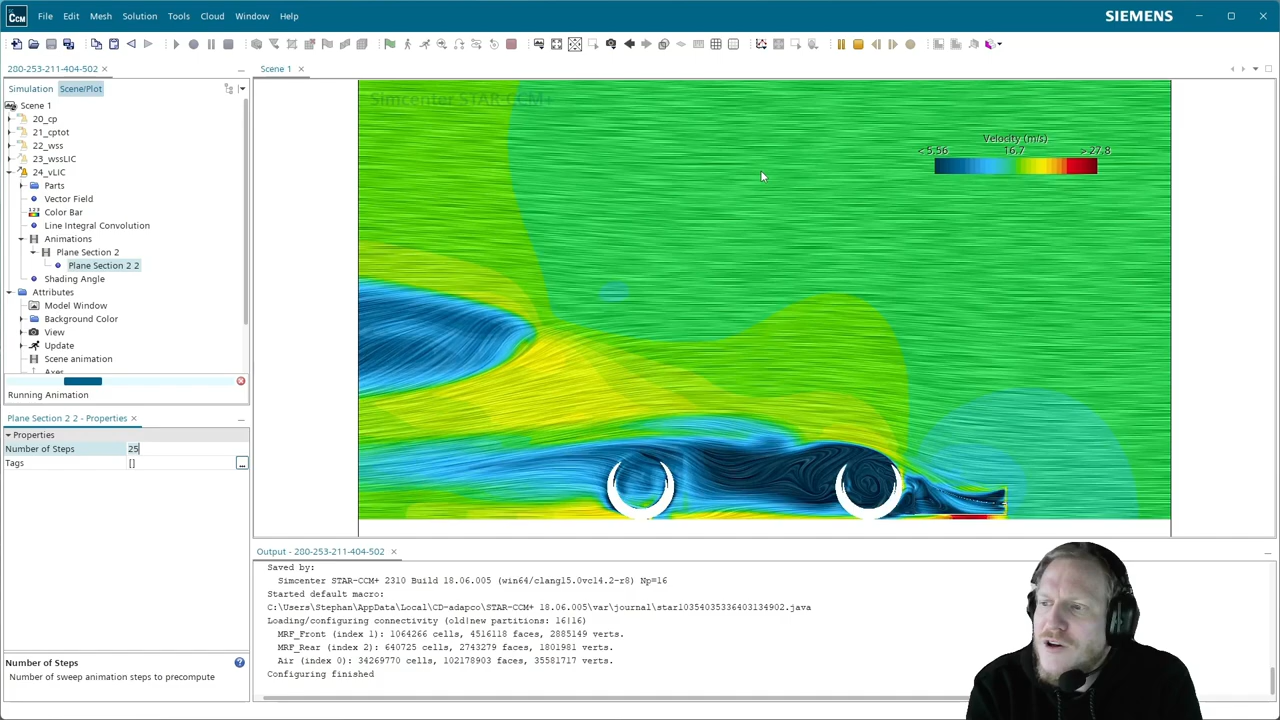 CCM File Edit Mesh Solution Tools Cloud Window Help SIEMENS
280-253-211-404-502
Scene 1
Simulation Scene/Plot
Scene 1
20_cp
21_cptot
22_wss
23_wssLIC
24_vLIC
Parts
Vector Field
Color Bar
Line Integral Convolution
Animations
Plane Section 2
Plane Section 2 2
Shading Angle
Attributes
Model Window
Background Color
View
Update
Scene animation
Axes
Running Animation
Plane Section 2 2 - Properties
Properties
Number of Steps 25
Tags []
Number of Steps
Number of sweep animation steps to precompute
Simcenter STAR-CCM+
Velocity (m/s)
<5.56 16.7 >27.8
Output - 280-253-211-404-502
Saved by:
Simcenter STAR-CCM+ 2310 Build 18.06.005 (win64/clang15.0vc14.2-r8) Np=16
Started default macro:
C:\Users\Stephan\AppData\Local\CD-adapco\STAR-CCM+ 18.06.005\var\journal\star1035403533640313​4902.java
Loading/configuring connectivity (old|new partitions: 16|16)
MRF_Front (index 1): 1064266 cells, 4516118 faces, 2885149 verts.
MRF_Rear (index 2): 640725 cells, 2743279 faces, 1801981 verts.
Air (index 0): 34269770 cells, 102178903 faces, 35581717 verts.
Configuring finished